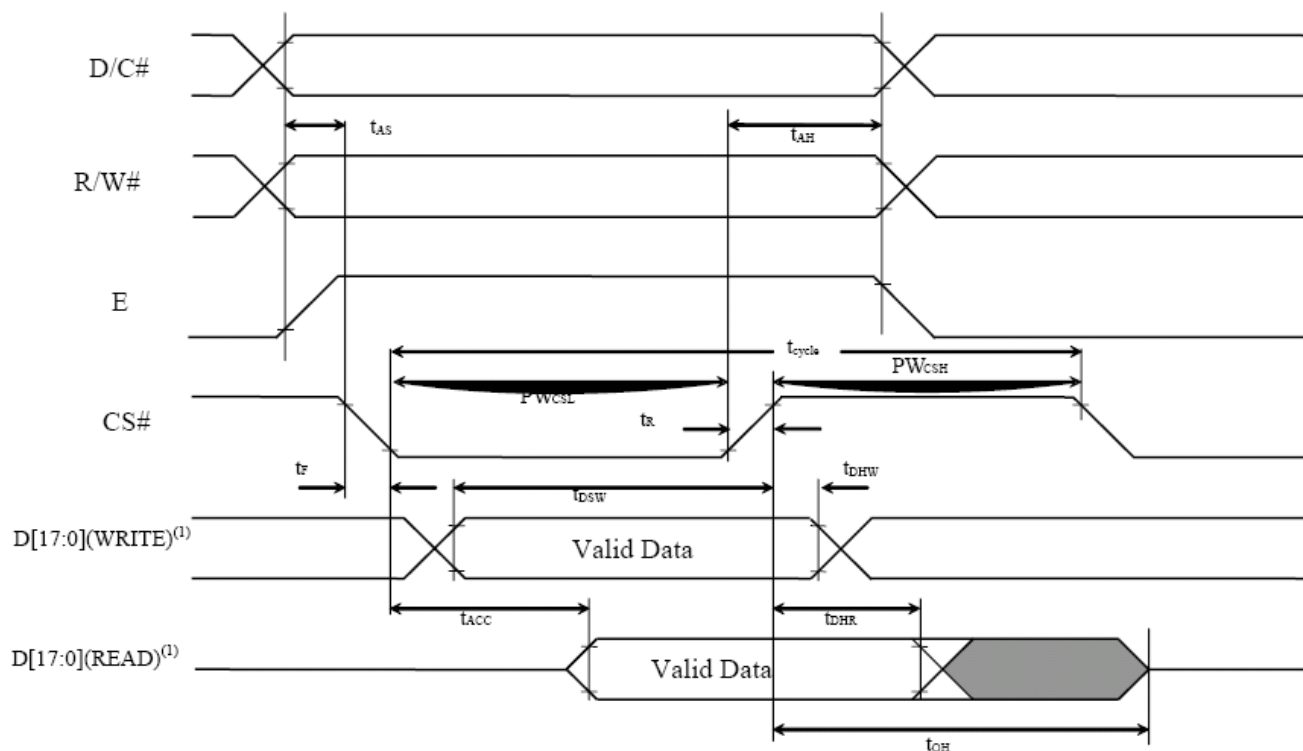 D/C#
tAS
tAH
R/W#
E
tcycle
PWCSL
PWCSH
CS#
tR
tF
tDSW
tDHW
D[17:0](WRITE)(1)
Valid Data
tACC
tDHR
D[17:0](READ)(1)
Valid Data
tOH